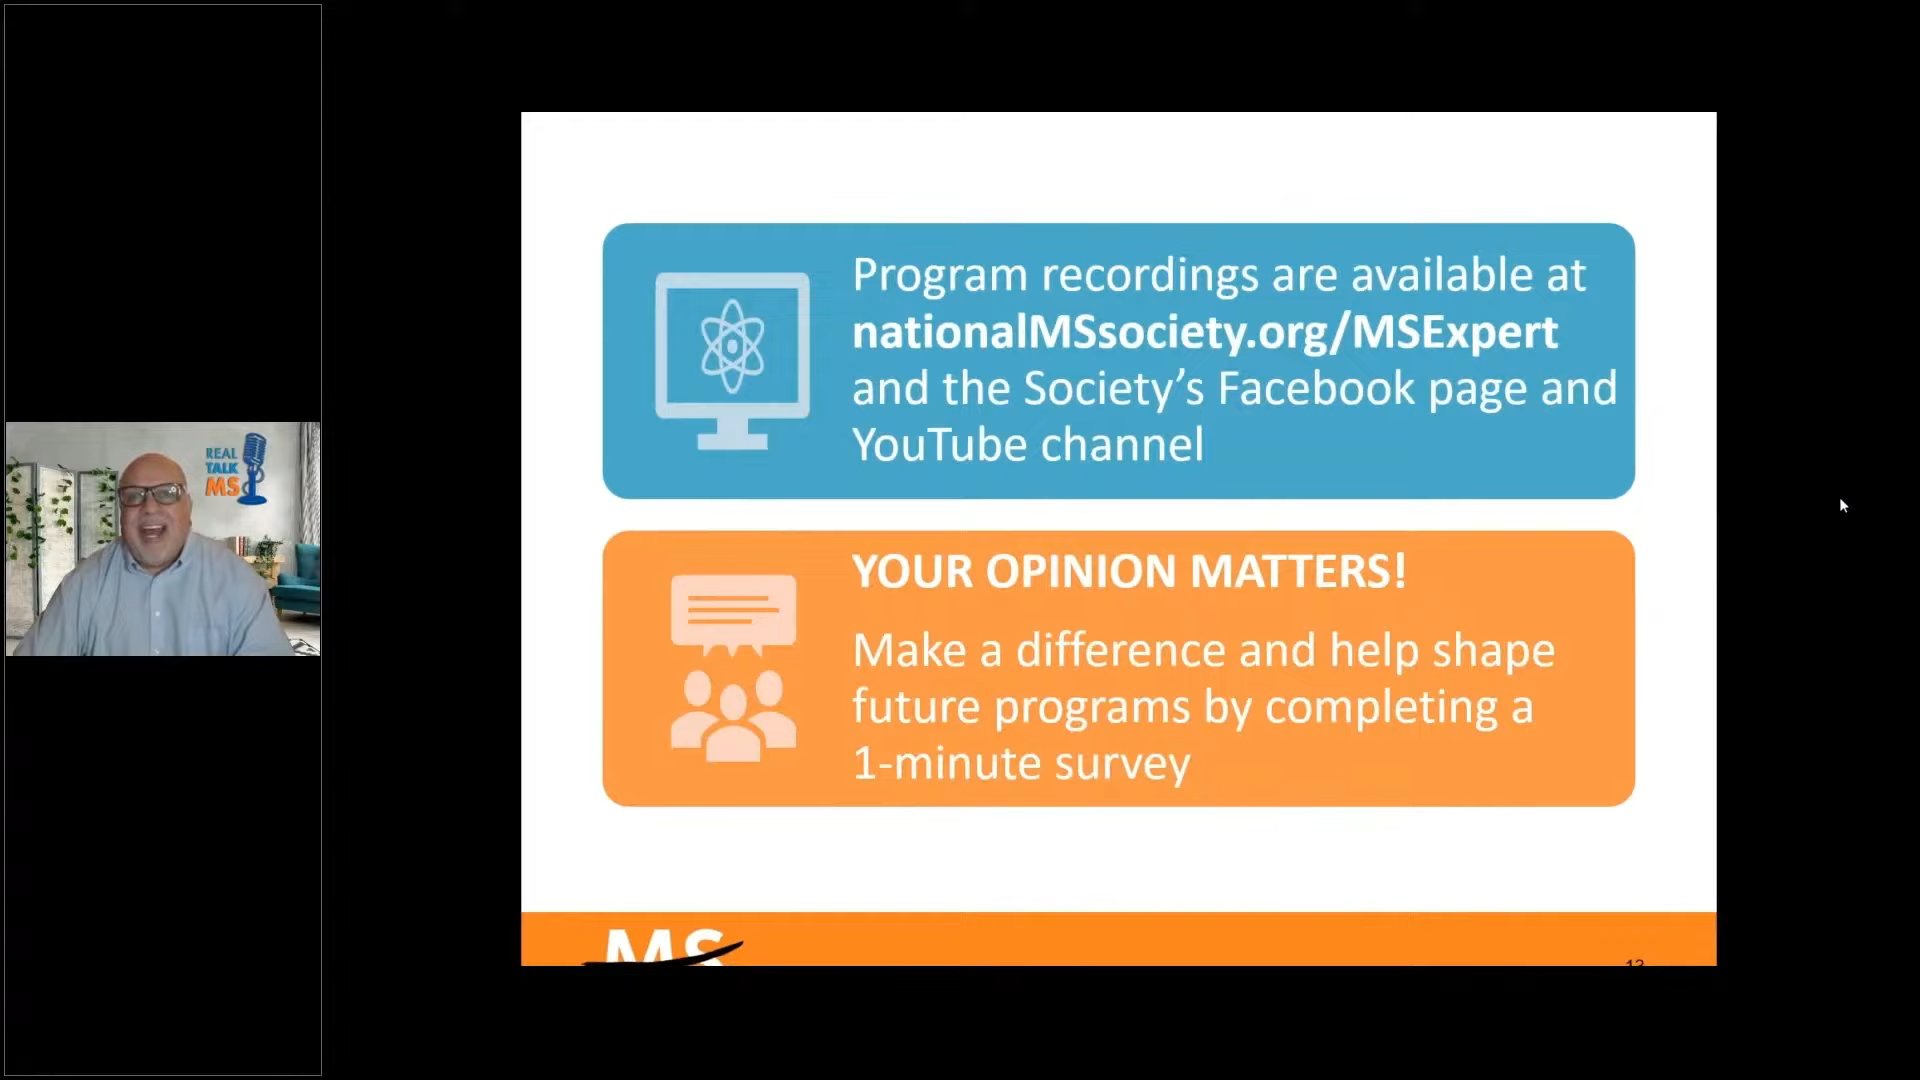 REAL
TALK
MS
Program recordings are available at
nationalMSsociety.org/MSExpert
and the Society’s Facebook page and
YouTube channel
YOUR OPINION MATTERS!
Make a difference and help shape
future programs by completing a
1-minute survey
MS